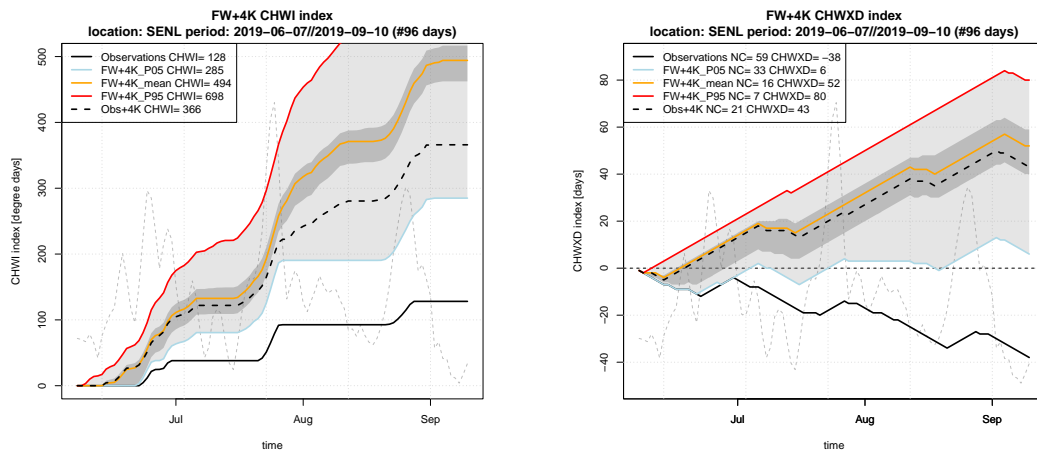 FW+4K CHWI index
location: SENL period: 2019−06−07//2019−09−10 (#96 days)
Observations CHWI= 128
FW+4K_P05 CHWI= 285
FW+4K_mean CHWI= 494
FW+4K_P95 CHWI= 698
Obs+4K CHWI= 366
CHWI index [degree days]
500
400
300
200
100
0
Jul
Aug
Sep
time
FW+4K CHWXD index
location: SENL period: 2019−06−07//2019−09−10 (#96 days)
Observations NC= 59 CHWXD= −38
FW+4K_P05 NC= 33 CHWXD= 6
FW+4K_mean NC= 16 CHWXD= 52
FW+4K_P95 NC= 7 CHWXD= 80
Obs+4K NC= 21 CHWXD= 43
CHWXD index [days]
80
60
40
20
0
−20
−40
Jul
Aug
Sep
time